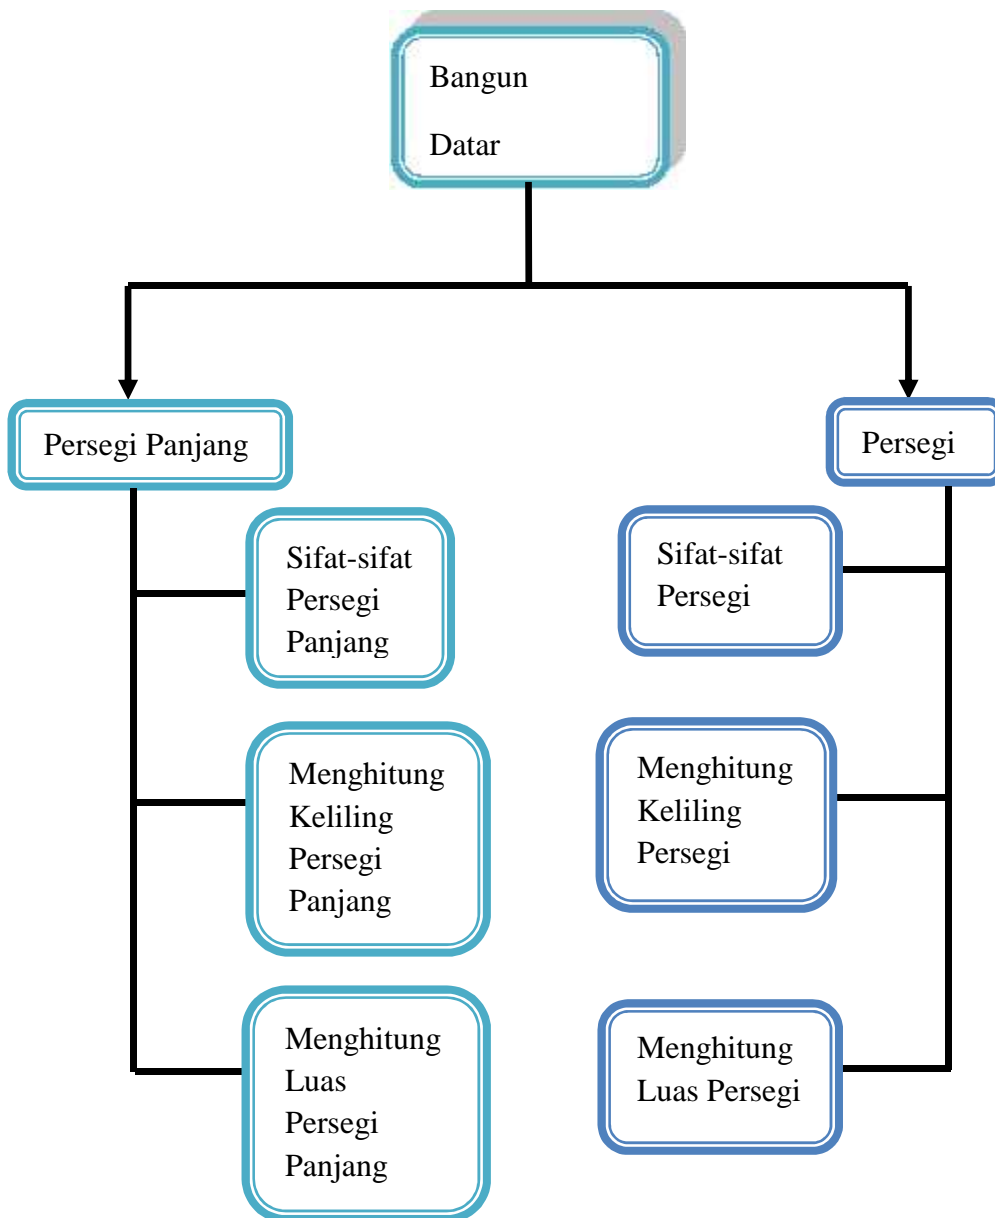 Bangun
Datar
Persegi Panjang
Persegi
Sifat-sifat
Persegi
Panjang
Sifat-sifat
Persegi
Menghitung
Keliling
Persegi
Panjang
Menghitung
Keliling
Persegi
Menghitung
Luas
Persegi
Panjang
Menghitung
Luas Persegi